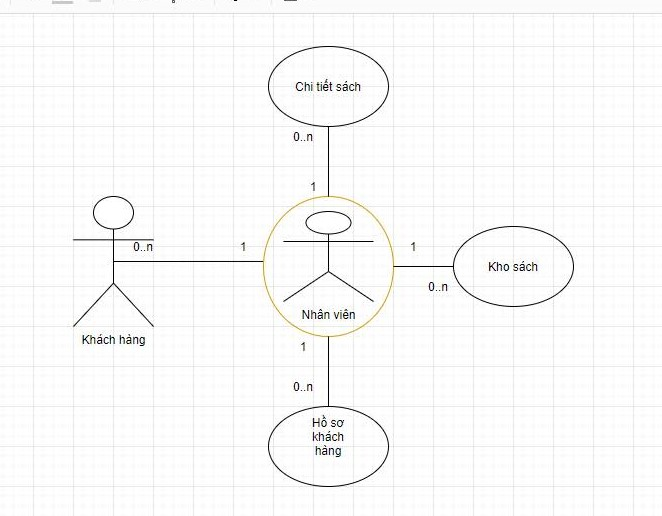 Chi tiết sách
0..n
1
0..n
1
1
Kho sách
0..n
Nhân viên
Khách hàng
1
0..n
Hồ sơ
khách
hàng